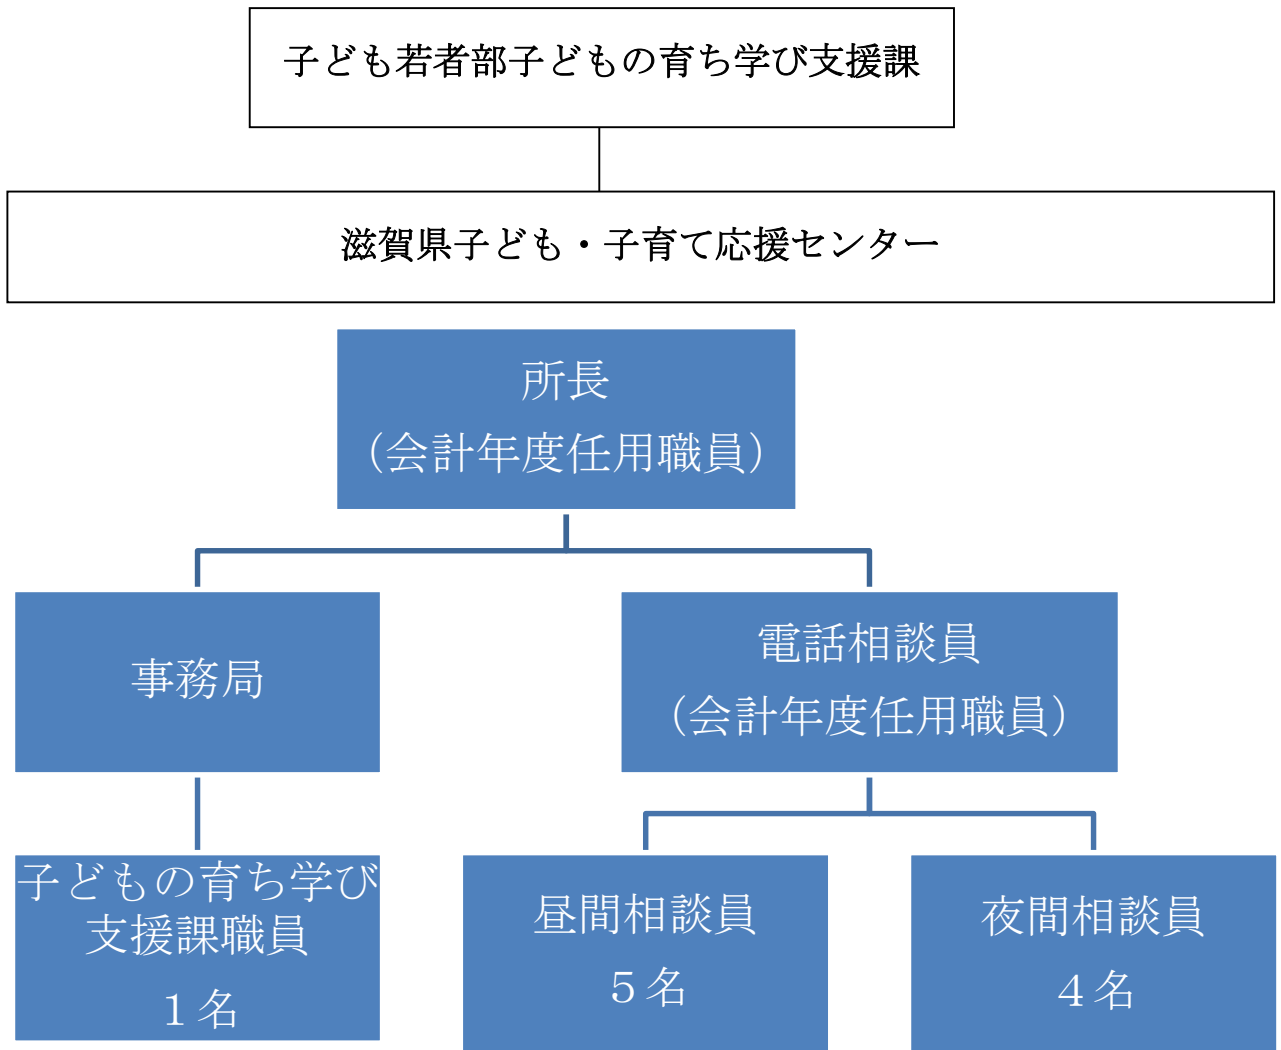 子ども若者部子どもの育ち学び支援課
滋賀県子ども・子育て応援センター
所長
（会計年度任用職員）
事務局
電話相談員
（会計年度任用職員）
子どもの育ち学び
支援課職員
１名
昼間相談員
５名
夜間相談員
４名